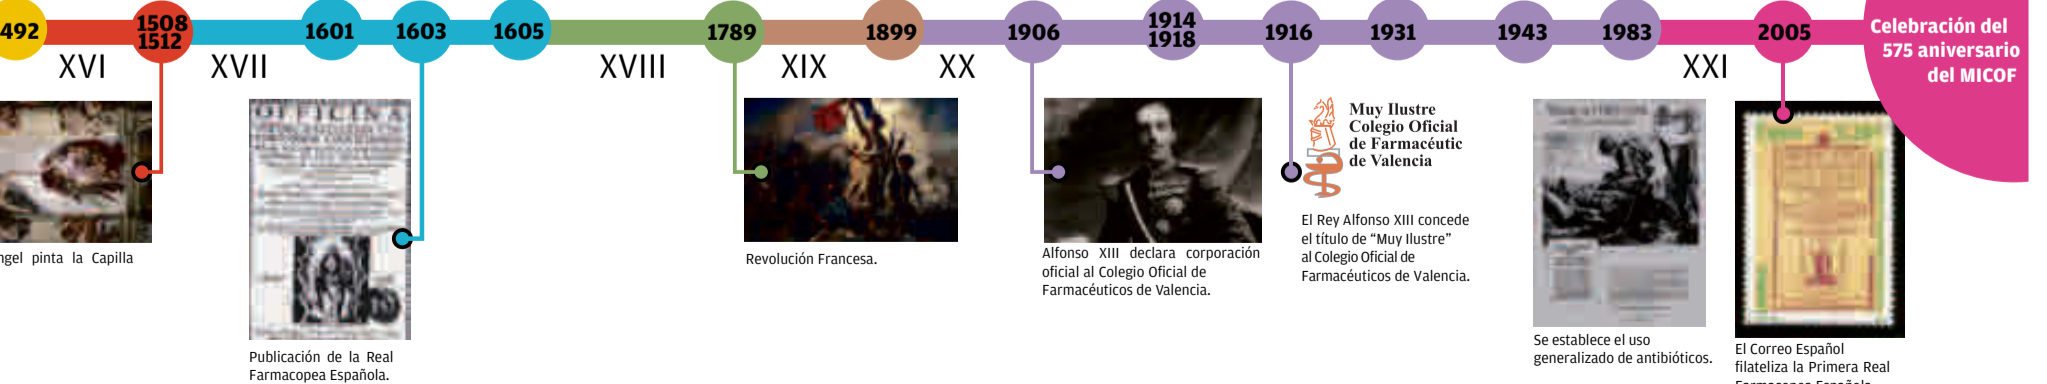 492
1508
1512
1601
1603
1605
1789
1899
1906
1914
1918
1916
1931
1943
1983
2005
Celebración del
575 aniversario
del MICOF
XVI
XVII
XVIII
XIX
XX
XXI
OFFICINA
Muy Ilustre
Colegio Oficial
de Farmacéutic
de Valencia
ngel pinta la Capilla
Publicación de la Real
Farmacopea Española.
Revolución Francesa.
Alfonso XIII declara corporación
oficial al Colegio Oficial de
Farmacéuticos de Valencia.
El Rey Alfonso XIII concede
el título de “Muy Ilustre”
al Colegio Oficial de
Farmacéuticos de Valencia.
Se establece el uso
generalizado de antibióticos.
El Correo Español
filateliza la Primera Real
Farmacopea Española